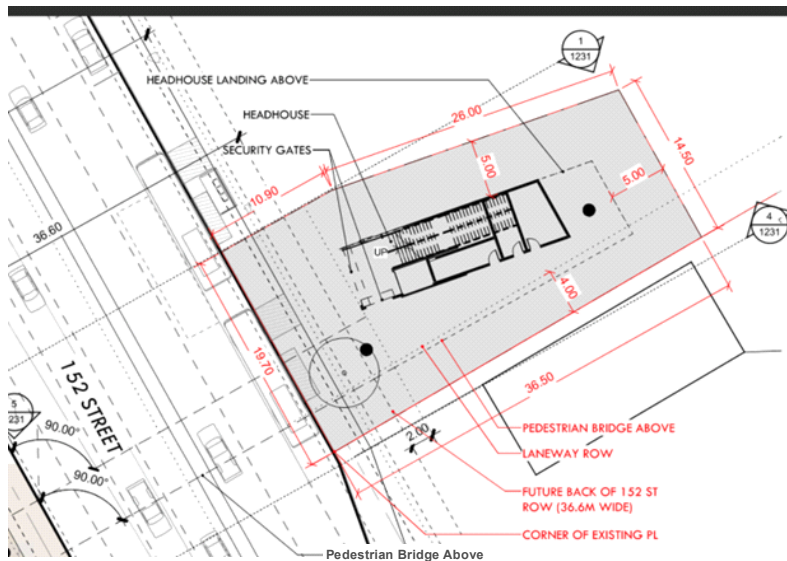 1
1231
HEADHOUSE LANDING ABOVE
26.00
HEADHOUSE
14.50
SECURITY GATES
5.00
5.00
10.90
4
1231
36.60
UP
4.00
19.70
152 STREET
36.50
5
231
90.00°
2.00
PEDESTRIAN BRIDGE ABOVE
LANEWAY ROW
90.00°
FUTURE BACK OF 152 ST
ROW (36.6M WIDE)
CORNER OF EXISTING PL
Pedestrian Bridge Above